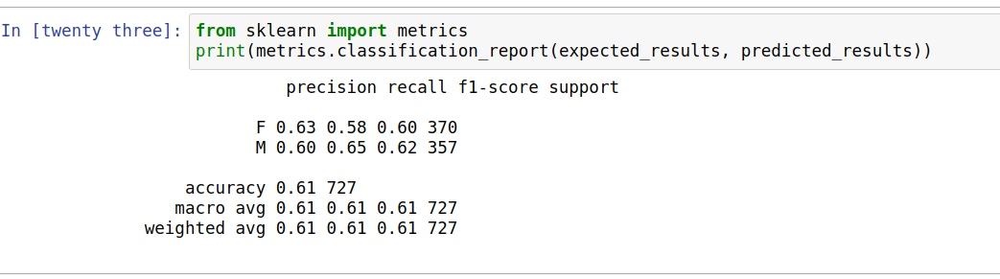 In [twenty three]: from sklearn import metrics
print(metrics.classification_report(expected_results, predicted_results))
precision recall f1-score support
F 0.63 0.58 0.60 370
M 0.60 0.65 0.62 357
accuracy 0.61 727
macro avg 0.61 0.61 0.61 727
weighted avg 0.61 0.61 0.61 727